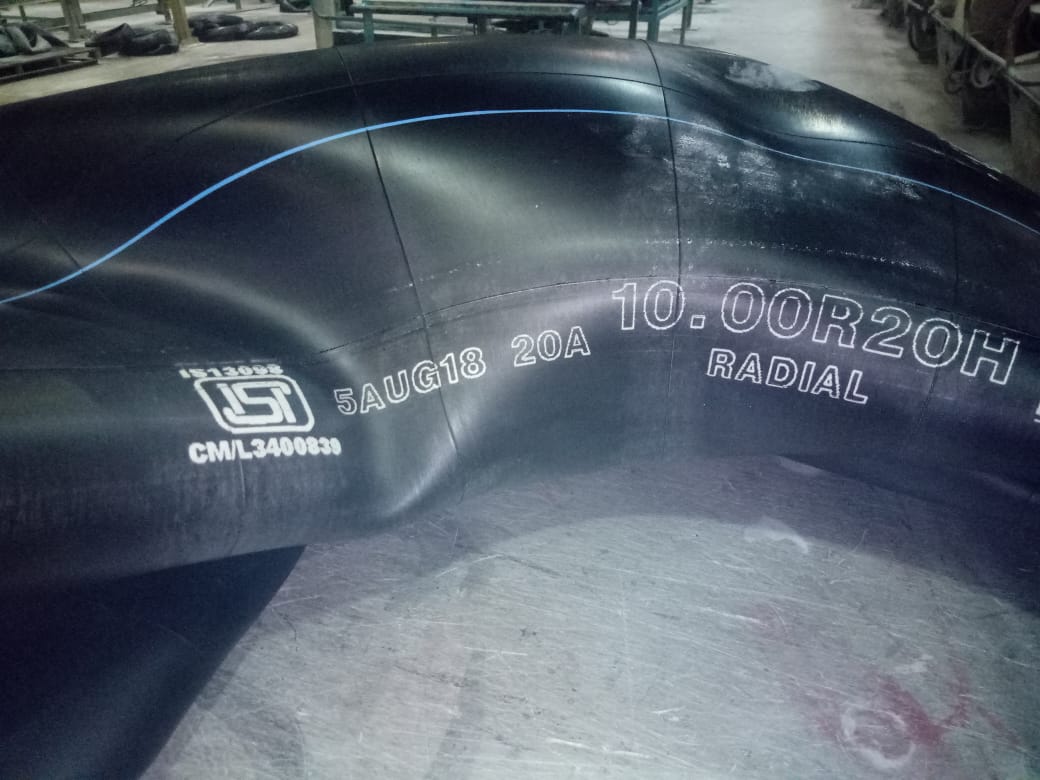 IS13098
ISI
CM/L3400839
5AUG18 20A
10.00R20H
RADIAL